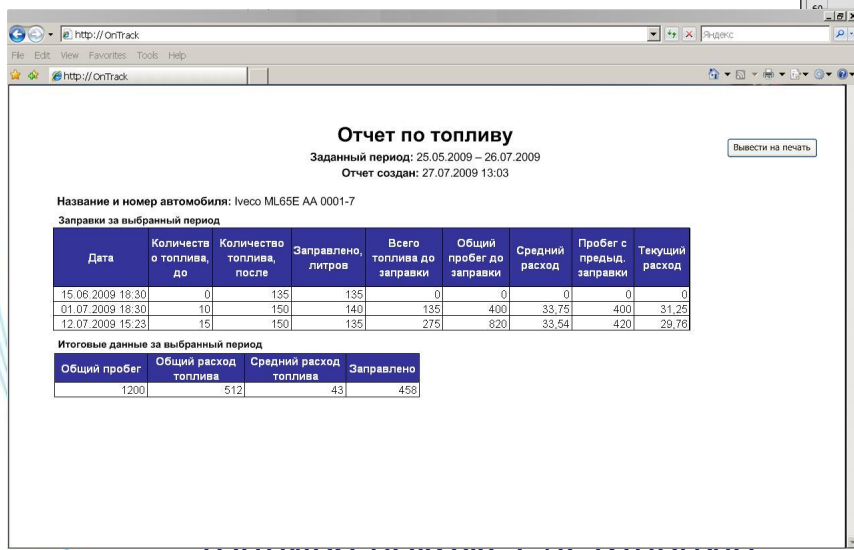 60
http://OnTrack
Яндекс
File Edit View Favorites Tools Help
http://OnTrack
Отчет по топливу
Вывести на печать
Заданный период: 25.05.2009 – 26.07.2009
Отчет создан: 27.07.2009 13:03
Название и номер автомобиля: Iveco ML65E AA 0001-7
Заправки за выбранный период
Дата Количеств о топлива, до Количество топлива, после Заправлено, литров Всего топлива до заправки Общий пробег до заправки Средний расход Пробег с предыд. заправки Текущий расход
15.06.2009 18:30 0 135 135 0 0 0 0 0
01.07.2009 18:30 10 150 140 135 400 33,75 400 31,25
12.07.2009 15:23 15 150 135 275 820 33,54 420 29,76
Итоговые данные за выбранный период
Общий пробег Общий расход топлива Средний расход топлива Заправлено
1200 512 43 458